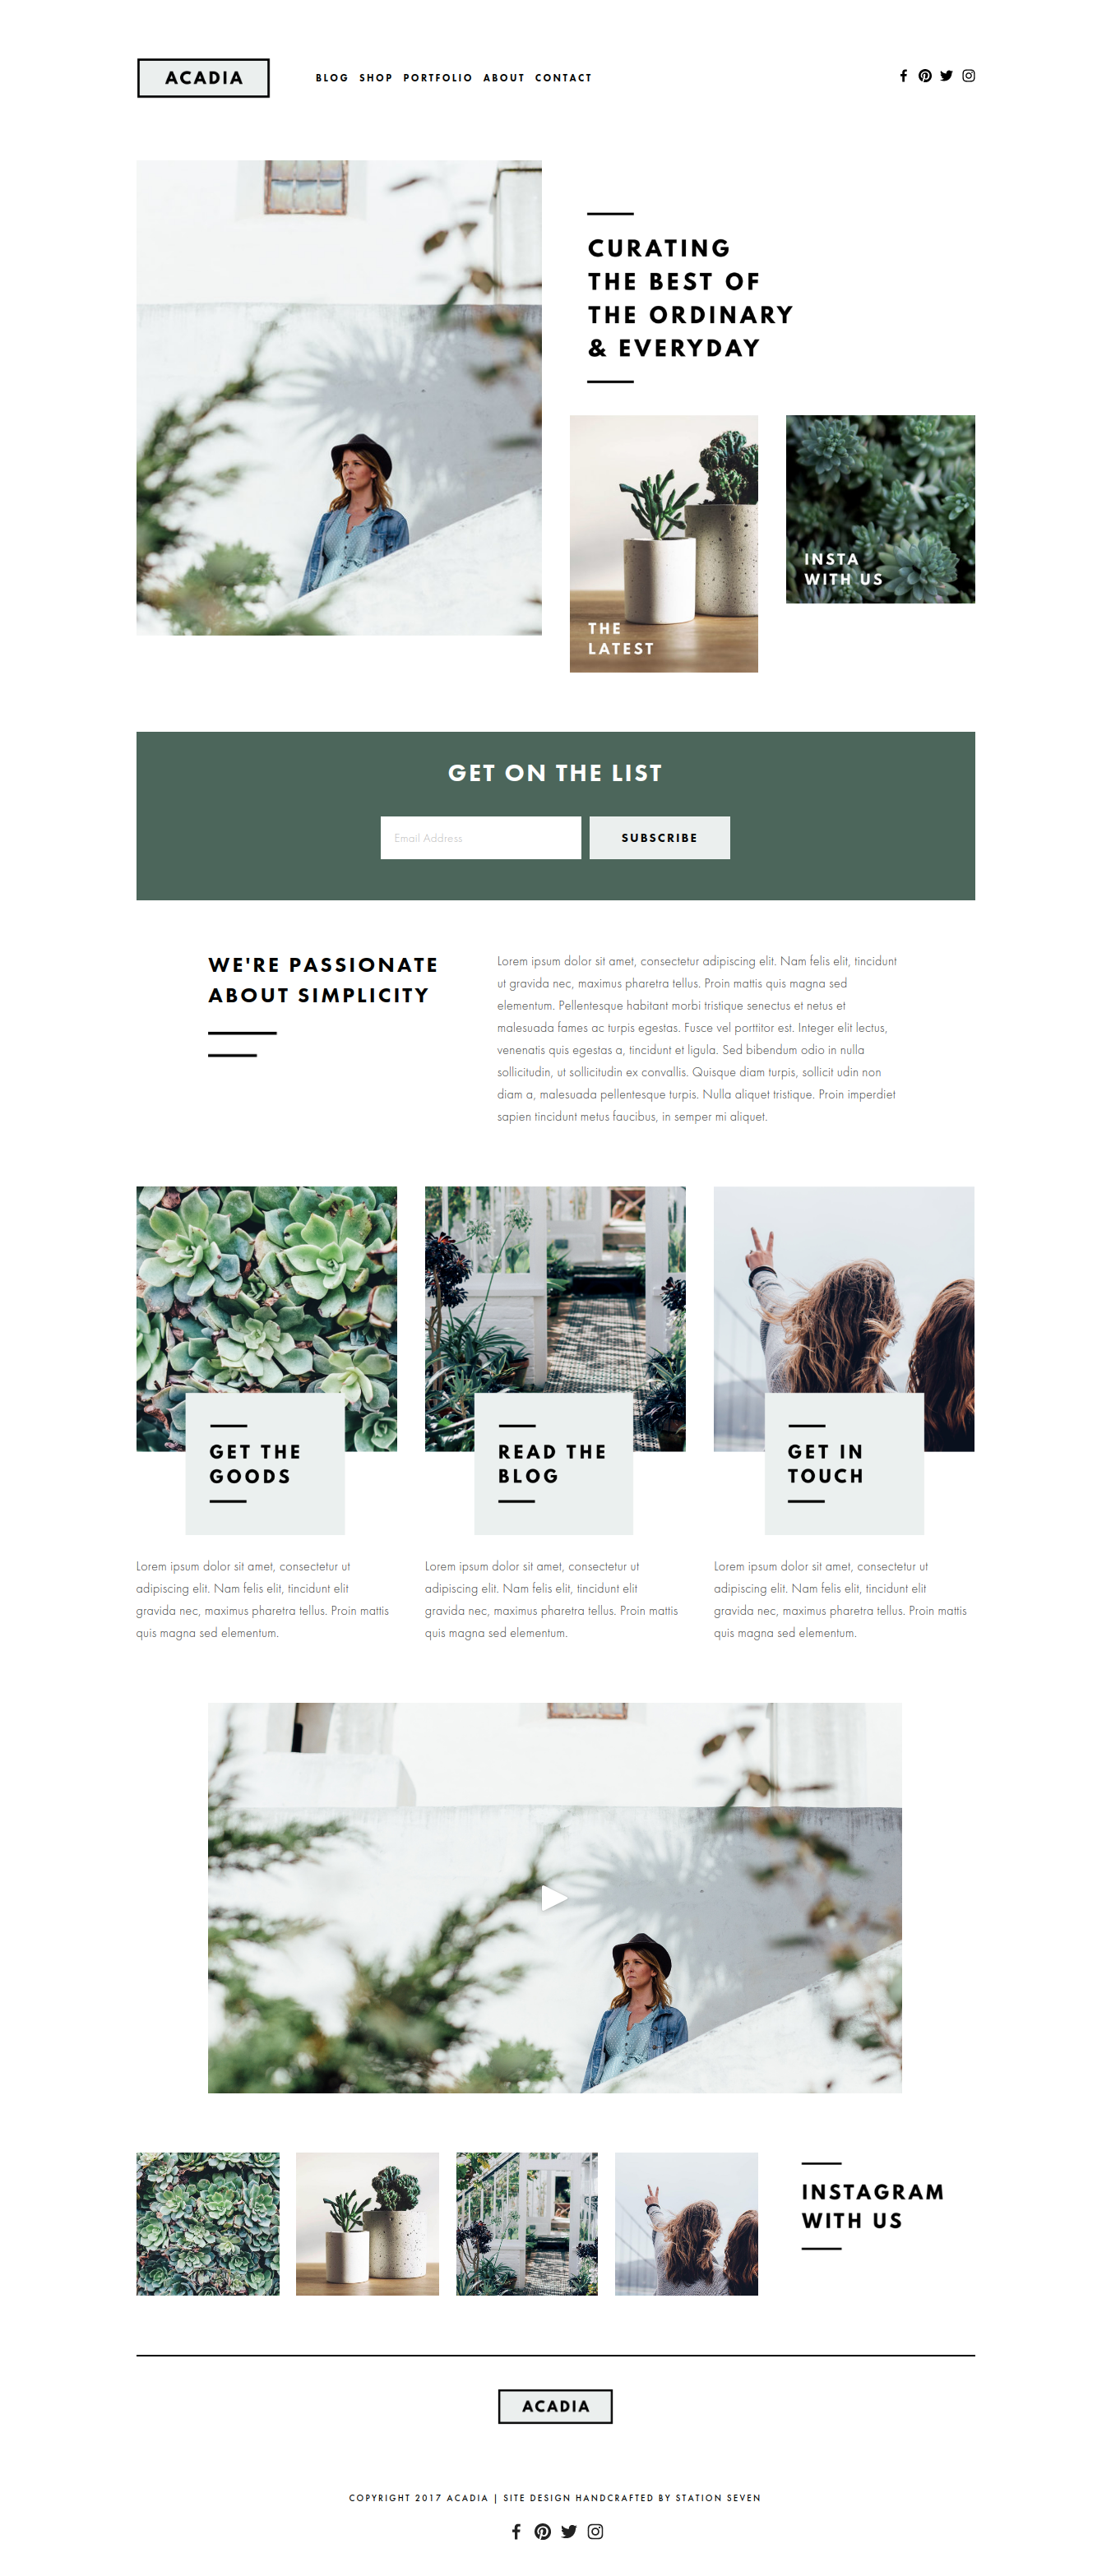 ACADIA
BLOG SHOP PORTFOLIO ABOUT CONTACT
CURATING
THE BEST OF
THE ORDINARY
& EVERYDAY
THE
LATEST
INSTA
WITH US
GET ON THE LIST
Email Address
SUBSCRIBE
WE'RE PASSIONATE
ABOUT SIMPLICITY
Lorem ipsum dolor sit amet, consectetur adipiscing elit. Nam felis elit, tincidunt
ut gravida nec, maximus pharetra tellus. Proin mattis quis magna sed
elementum. Pellentesque habitant morbi tristique senectus et netus et
malesuada fames ac turpis egestas. Fusce vel porttitor est. Integer elit lectus,
venenatis quis egestas a, tincidunt et ligula. Sed bibendum odio in nulla
sollicitudin, ut sollicitudin ex convallis. Quisque diam turpis, sollicit udin non
diam a, malesuada pellentesque turpis. Nulla aliquet tristique. Proin imperdiet
sapien tincidunt metus faucibus, in semper mi aliquet.
GET THE
GOODS
Lorem ipsum dolor sit amet, consectetur ut
adipiscing elit. Nam felis elit, tincidunt elit
gravida nec, maximus pharetra tellus. Proin mattis
quis magna sed elementum.
READ THE
BLOG
Lorem ipsum dolor sit amet, consectetur ut
adipiscing elit. Nam felis elit, tincidunt elit
gravida nec, maximus pharetra tellus. Proin mattis
quis magna sed elementum.
GET IN
TOUCH
Lorem ipsum dolor sit amet, consectetur ut
adipiscing elit. Nam felis elit, tincidunt elit
gravida nec, maximus pharetra tellus. Proin mattis
quis magna sed elementum.
INSTAGRAM
WITH US
ACADIA
COPYRIGHT 2017 ACADIA | SITE DESIGN HANDCRAFTED BY STATION SEVEN